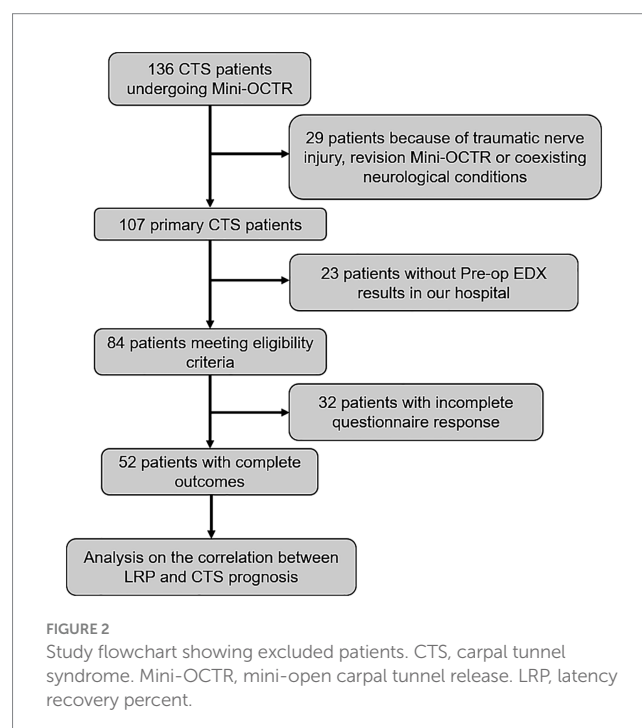 136 CTS patients
undergoing Mini-OCTR
29 patients because of traumatic nerve
injury, revision Mini-OCTR or coexisting
neurological conditions
107 primary CTS patients
23 patients without Pre-op EDX
results in our hospital
84 patients meeting eligibility
criteria
32 patients with incomplete
questionnaire response
52 patients with complete
outcomes
Analysis on the correlation between
LRP and CTS prognosis
FIGURE 2
Study flowchart showing excluded patients. CTS, carpal tunnel
syndrome. Mini-OCTR, mini-open carpal tunnel release. LRP, latency
recovery percent.